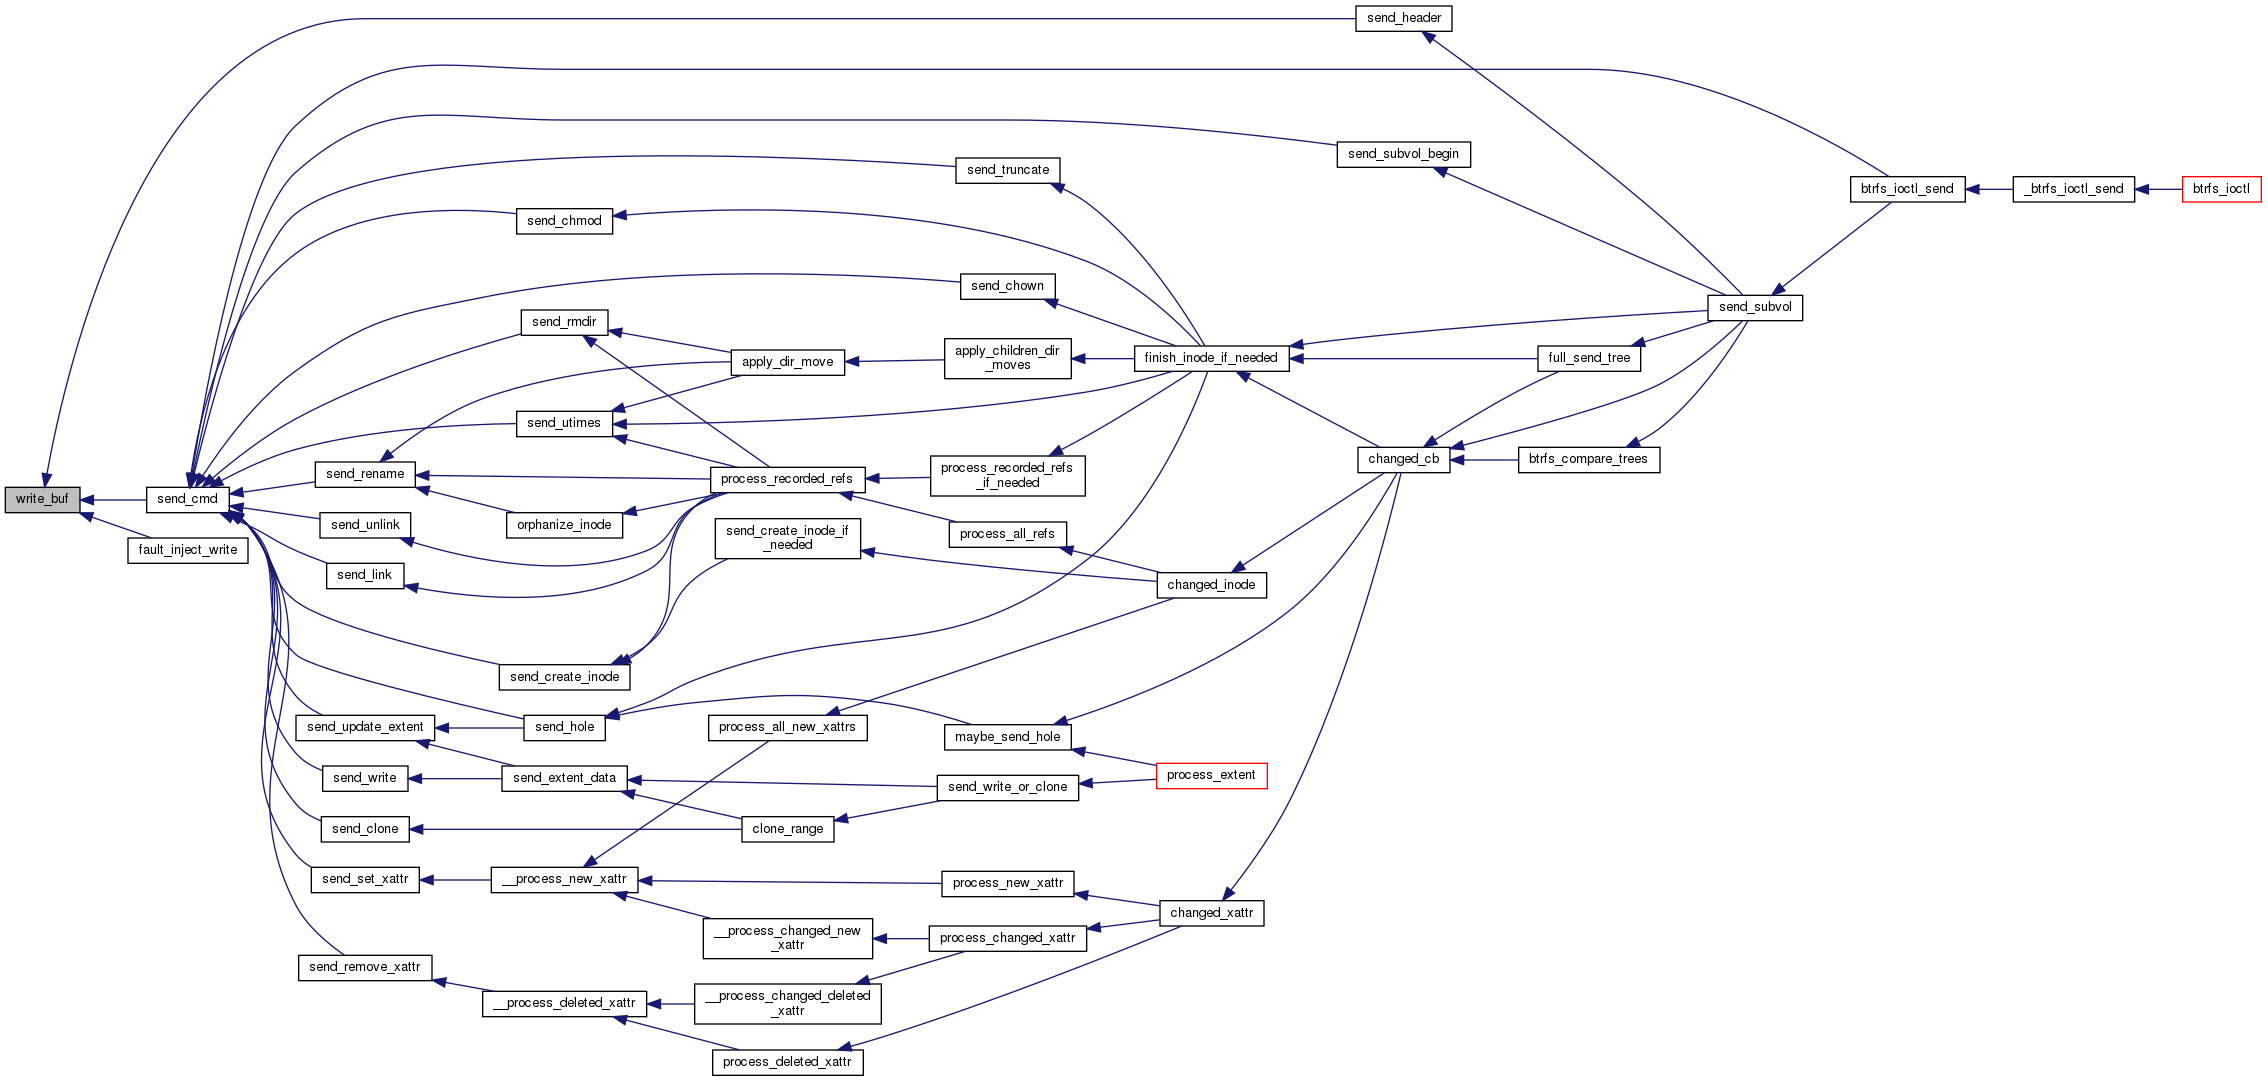 send_header
send_subvol_begin
send_truncate
btrfs_ioctl_send
_btrfs_ioctl_send
btrfs_ioctl
send_chmod
send_chown
send_subvol
send_rmdir
apply_dir_move
apply_children_dir
_moves
finish_inode_if_needed
full_send_tree
send_utimes
changed_cb
btrfs_compare_trees
send_rename
process_recorded_refs
process_recorded_refs
_if_needed
write_buf
send_cmd
send_unlink
orphanize_inode
send_create_inode_if
_needed
process_all_refs
fault_inject_write
send_link
changed_inode
send_create_inode
send_update_extent
send_hole
process_all_new_xattrs
maybe_send_hole
send_write
send_extent_data
send_write_or_clone
process_extent
send_clone
clone_range
send_set_xattr
__process_new_xattr
process_new_xattr
changed_xattr
__process_changed_new
_xattr
process_changed_xattr
send_remove_xattr
__process_deleted_xattr
__process_changed_deleted
_xattr
process_deleted_xattr